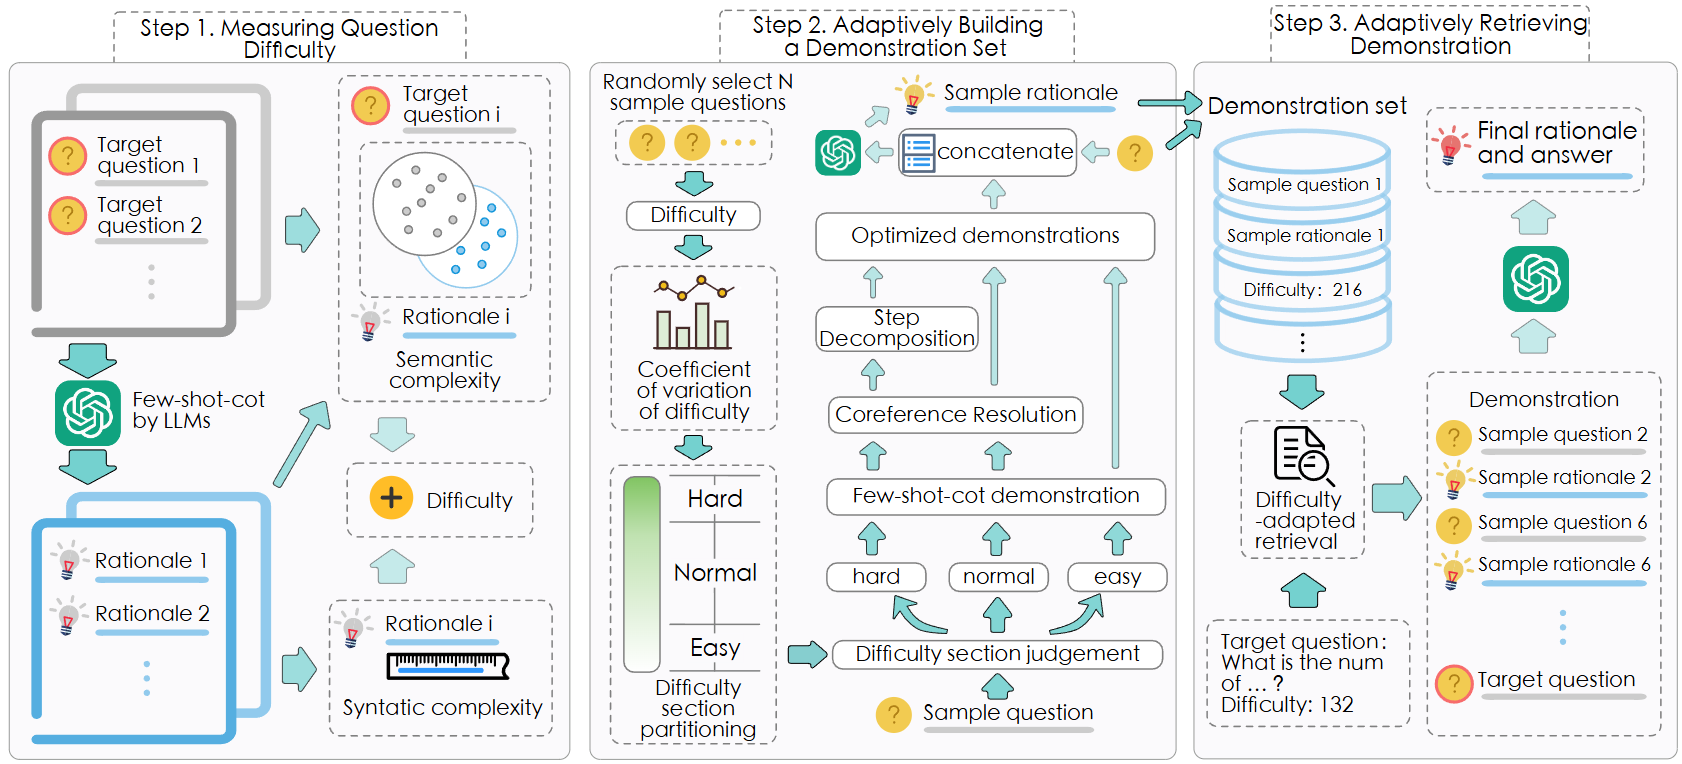 Step 1. Measuring Question
Difficulty
Target
question 1
Target
question 2
Few-shot-cot
by LLMs
Rationale 1
Rationale 2
Target
question i
Rationale i
Semantic
complexity
Difficulty
Rationale i
Syntatic complexity
Step 2. Adaptively Building
a Demonstration Set
Randomly select N
sample questions
Difficulty
Coefficient
of variation
of difficulty
Hard
Normal
Easy
Difficulty
section
partitioning
Sample rationale
concatenate
Optimized demonstrations
Step
Decomposition
Coreference Resolution
Few-shot-cot demonstration
hard
normal
easy
Difficulty section judgement
Sample question
Step 3. Adaptively Retrieving
Demonstration
Demonstration set
Sample question 1
Sample rationale 1
Difficulty: 216
Difficulty
-adapted
retrieval
Target question:
What is the num
of ... ?
Difficulty: 132
Final rationale
and answer
Demonstration
Sample question 2
Sample rationale 2
Sample question 6
Sample rationale 6
Target question